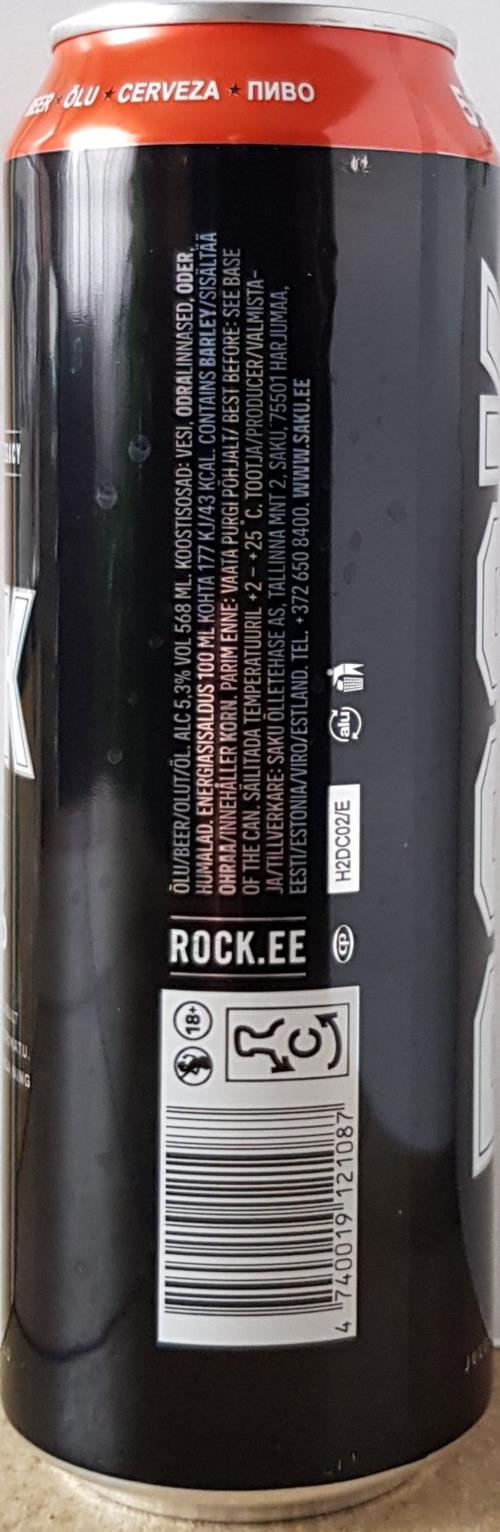 BEER ★ ÕLU ★ CERVEZA ★ ПИВО
ÕLU/BEER/OLUT/ÖL. ALC 5.3% VOL 568 ML. KOOSTISOSAD: VESI, ODRALINNASED, ODER,
HUMALAD. ENERGIASISALDUS 100 ML KOHTA 177 KJ/43 KCAL. CONTAINS BARLEY/SISÄLTÄÄ
OHRAA/INNEHÅLLER KORN. PARIM ENNE: VAATA PURGI PÕHJALT/ BEST BEFORE: SEE BASE
OF THE CAN. SÄILITADA TEMPERATUURIL +2 – +25 °C. TOOTJA/PRODUCER/VALMISTA-
JA/TILLVERKARE: SAKU ÕLLETEHASE AS, TALLINNA MNT 2, SAKU, 75501 HARJUMAA,
EESTI/ESTONIA/VIRO/ESTLAND. TEL. +372 650 8400. WWW.SAKU.EE
alu
H2DC02/E
ROCK.EE
18+
C
4 740019 121087